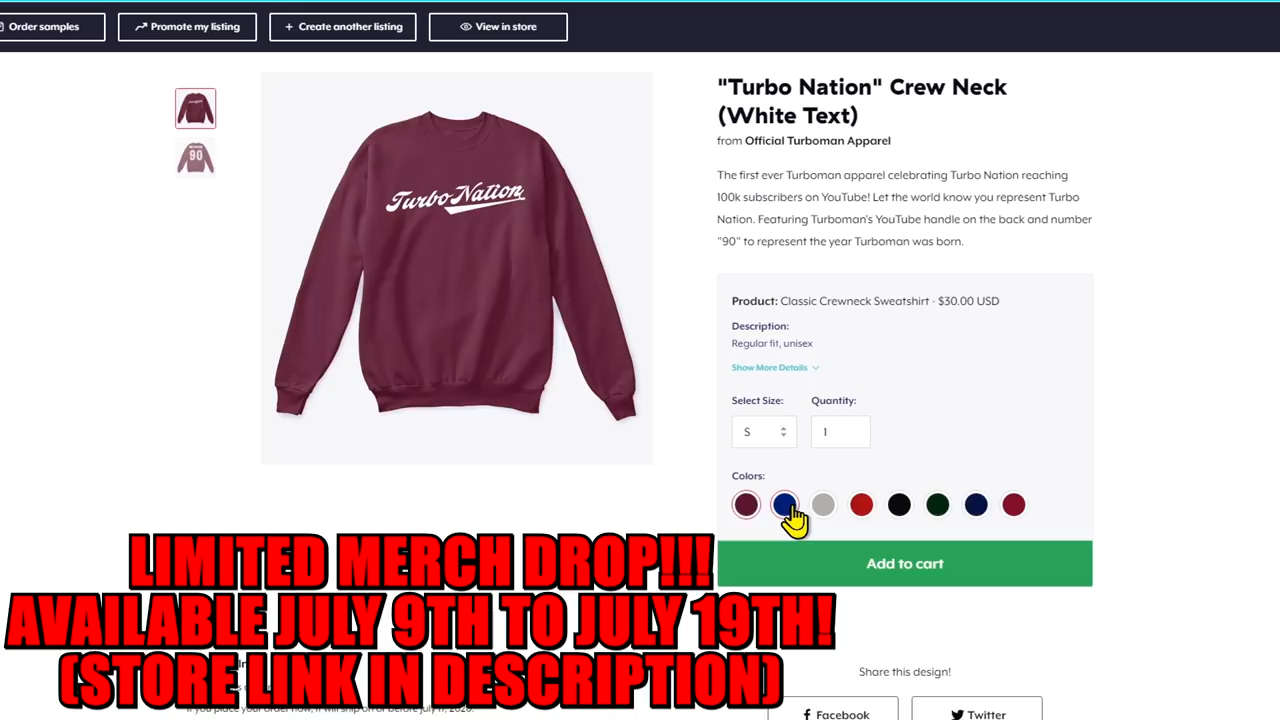 Order samples
Promote my listing
+ Create another listing
View in store
"Turbo Nation" Crew Neck
(White Text)
from Official Turboman Apparel
The first ever Turboman apparel celebrating Turbo Nation reaching
100k subscribers on YouTube! Let the world know you represent Turbo
Nation. Featuring Turboman's YouTube handle on the back and number
"90" to represent the year Turboman was born.
Turbo Nation
90
Product: Classic Crewneck Sweatshirt - $30.00 USD
Description:
Regular fit, unisex
Show More Details
Select Size: Quantity:
S 1
Colors:
Add to cart
LIMITED MERCH DROP!!!
AVAILABLE JULY 9TH TO JULY 19TH!
(STORE LINK IN DESCRIPTION)
Share this design!
Facebook
Twitter